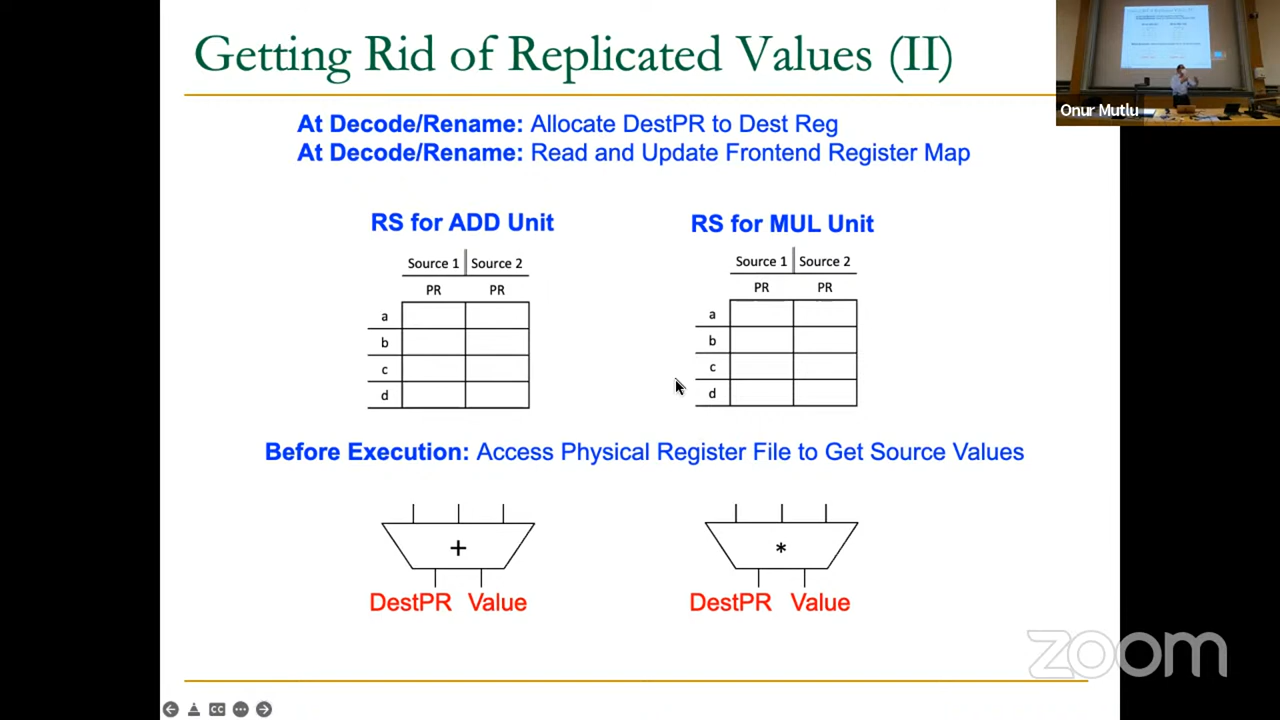 Getting Rid of Replicated Values (II)
Onur Mutlu
At Decode/Rename: Allocate DestPR to Dest Reg
At Decode/Rename: Read and Update Frontend Register Map
RS for ADD Unit
Source 1 Source 2
PR PR
a
b
c
d
RS for MUL Unit
Source 1 Source 2
PR PR
a
b
c
d
Before Execution: Access Physical Register File to Get Source Values
+
*
DestPR Value
DestPR Value
zoom
CC